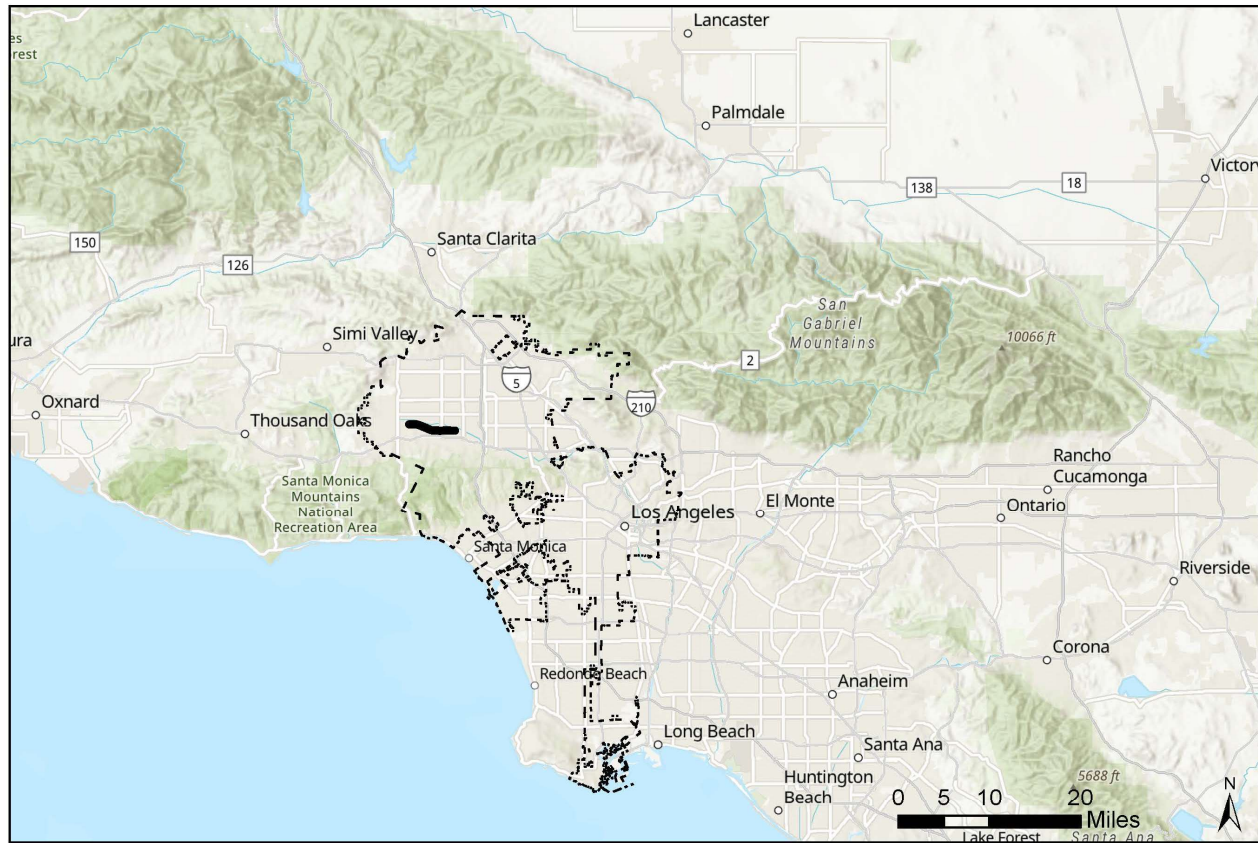 Lancaster
es
rest
Palmdale
Victorv
138
18
150
Santa Clarita
126
San
Gabriel
Mountains
10066 ft
Simi Valley
ura
2
5
210
Oxnard
Thousand Oaks
Rancho
Cucamonga
Santa Monica
Mountains
National
Recreation Area
El Monte
Ontario
Los Angeles
Santa Monica
Riverside
Corona
Redondo Beach
Anaheim
Long Beach
Santa Ana
Huntington
Beach
5688 ft
N
0 5 10 20
Miles
Lake Forest
Santa Ana